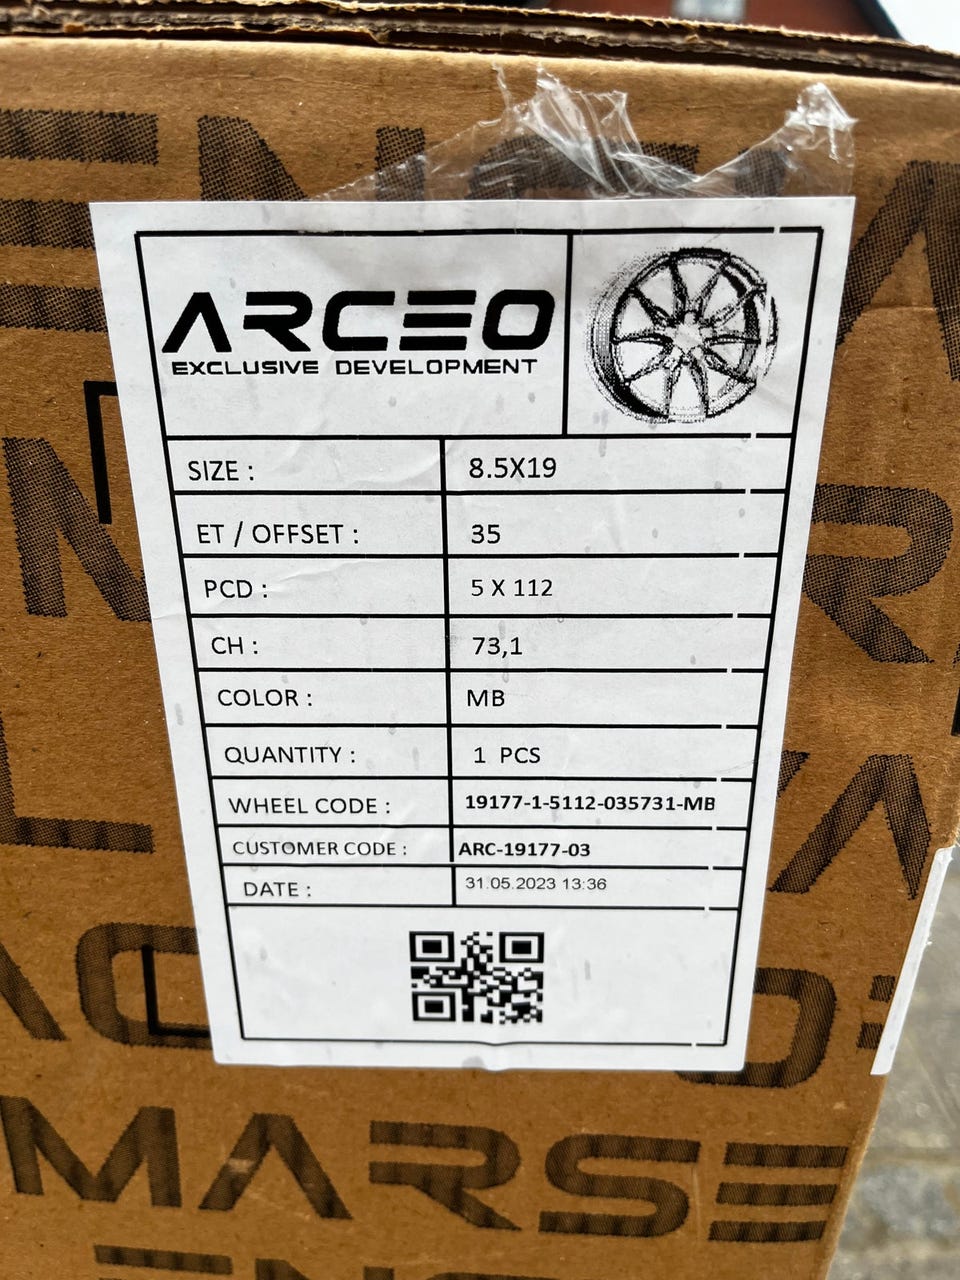 ARCEO
EXCLUSIVE DEVELOPMENT
SIZE : 8.5X19
ET / OFFSET : 35
PCD : 5 X 112
CH : 73,1
COLOR : MB
QUANTITY : 1 PCS
WHEEL CODE : 19177-1-5112-035731-MB
CUSTOMER CODE : ARC-19177-03
DATE : 31.05.2023 13:36
MARSE